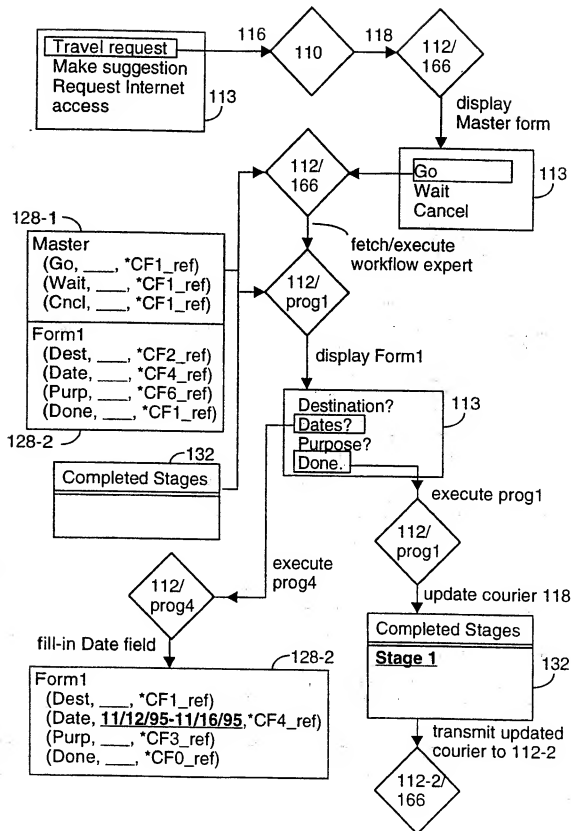 Travel request
Make suggestion
Request Internet
access
113
116
110
118
112/
166
display
Master form
Go
Wait
Cancel
113
112/
166
fetch/execute
workflow expert
128-1
Master
(Go, ___, *CF1_ref)
(Wait, ___, *CF1_ref)
(Cncl, ___, *CF1_ref)
Form1
(Dest, ___, *CF2_ref)
(Date, ___, *CF4_ref)
(Purp, ___, *CF6_ref)
(Done, ___, *CF1_ref)
128-2
112/
prog1
display Form1
Destination?
Dates?
Purpose?
Done.
113
132
Completed Stages
execute prog1
112/
prog1
execute
prog4
112/
prog4
fill-in Date field
update courier 118
Completed Stages
Stage 1
132
128-2
Form1
(Dest, ___, *CF1_ref)
(Date, 11/12/95-11/16/95,*CF4_ref)
(Purp, ___, *CF3_ref)
(Done, ___, *CF0_ref)
transmit updated
courier to 112-2
112-2/
166